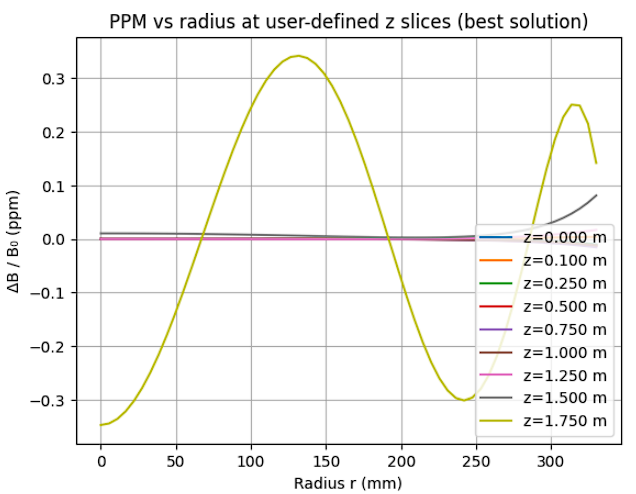 PPM vs radius at user-defined z slices (best solution)
ΔB / B₀ (ppm)
0.3
0.2
0.1
0.0
−0.1
−0.2
−0.3
z=0.000 m
z=0.100 m
z=0.250 m
z=0.500 m
z=0.750 m
z=1.000 m
z=1.250 m
z=1.500 m
z=1.750 m
0 50 100 150 200 250 300
Radius r (mm)